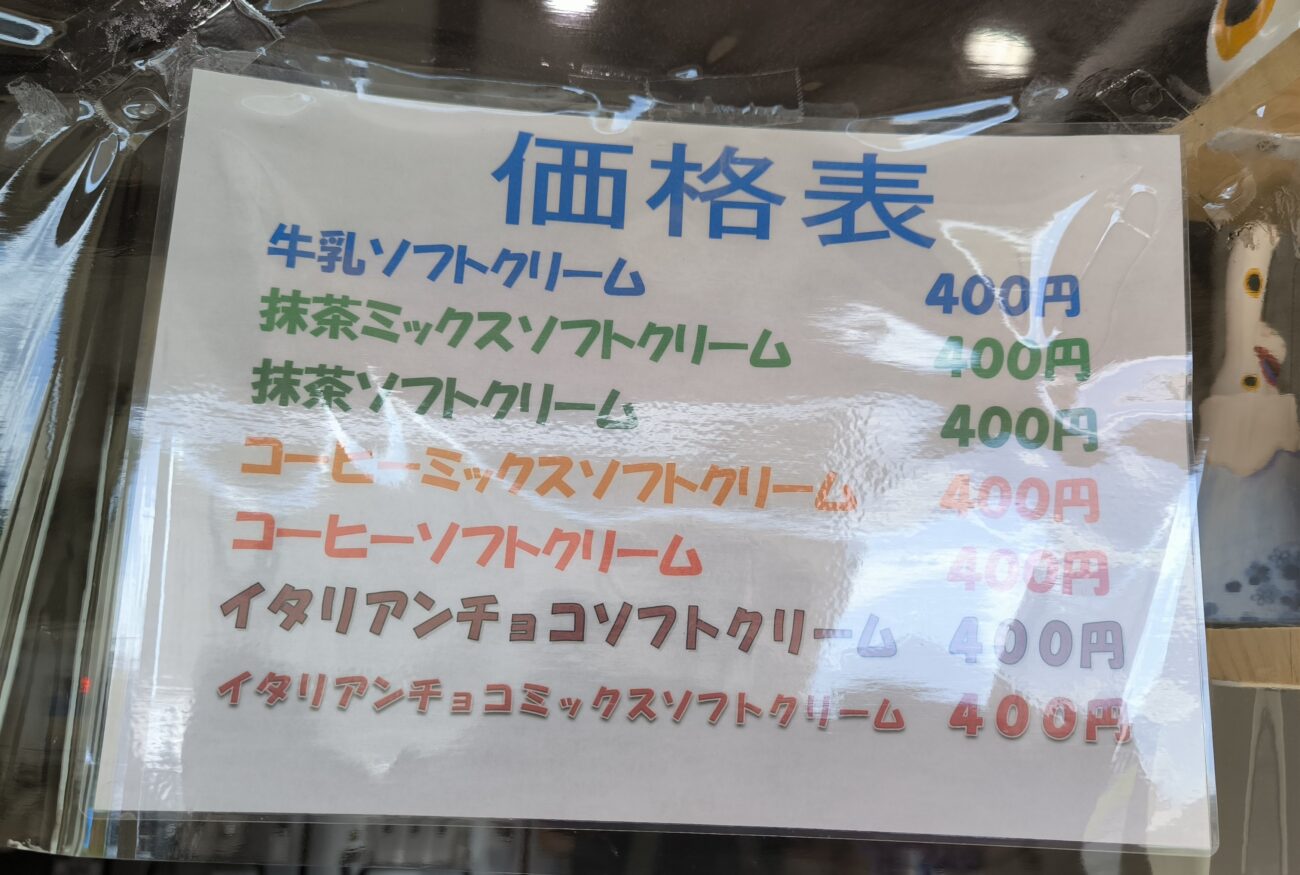 価格表
牛乳ソフトクリーム 400円
抹茶ミックスソフトクリーム 400円
抹茶ソフトクリーム 400円
コーヒーミックスソフトクリーム 400円
コーヒーソフトクリーム 400円
イタリアンチョコソフトクリーム 400円
イタリアンチョコミックスソフトクリーム 400円